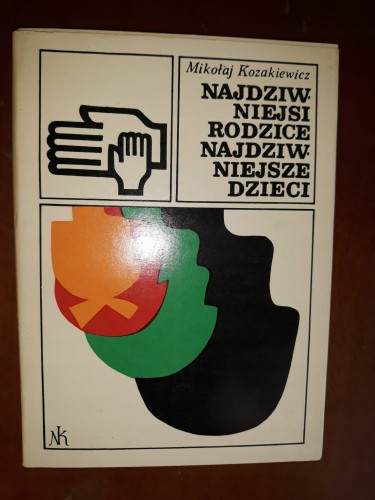 Mikołaj Kozakiewicz
NAJDZIW-
NIEJSI
RODZICE
NAJDZIW-
NIEJSZE
DZIECI
NK